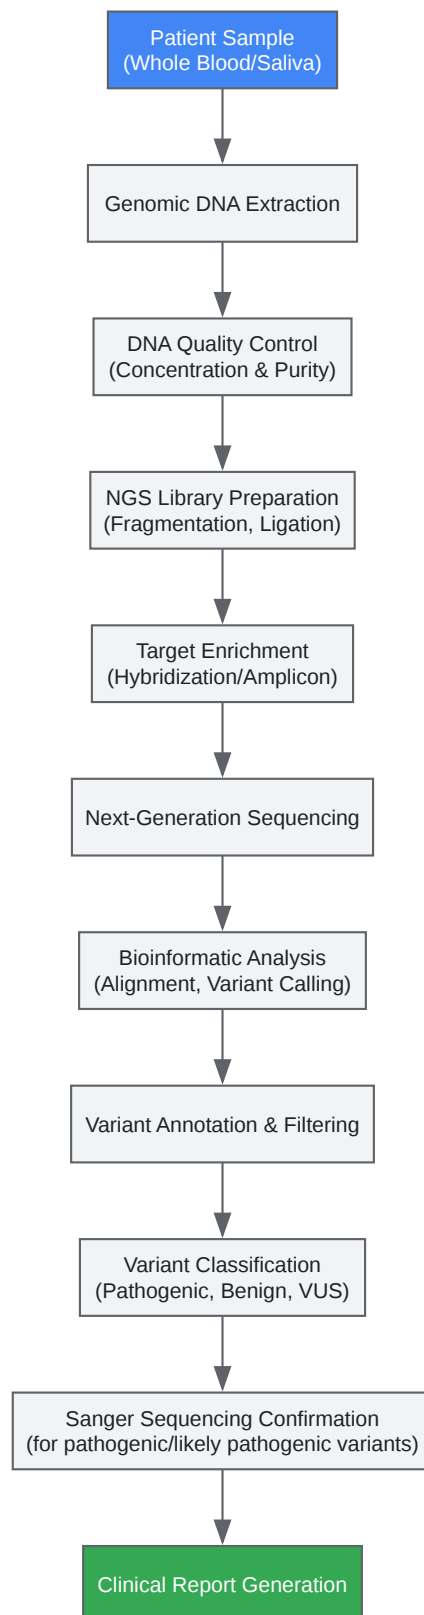 Patient Sample
(Whole Blood/Saliva)
Genomic DNA Extraction
DNA Quality Control
(Concentration & Purity)
NGS Library Preparation
(Fragmentation, Ligation)
Target Enrichment
(Hybridization/Amplicon)
Next-Generation Sequencing
Bioinformatic Analysis
(Alignment, Variant Calling)
Variant Annotation & Filtering
Variant Classification
(Pathogenic, Benign, VUS)
Sanger Sequencing Confirmation
(for pathogenic/likely pathogenic variants)
Clinical Report Generation